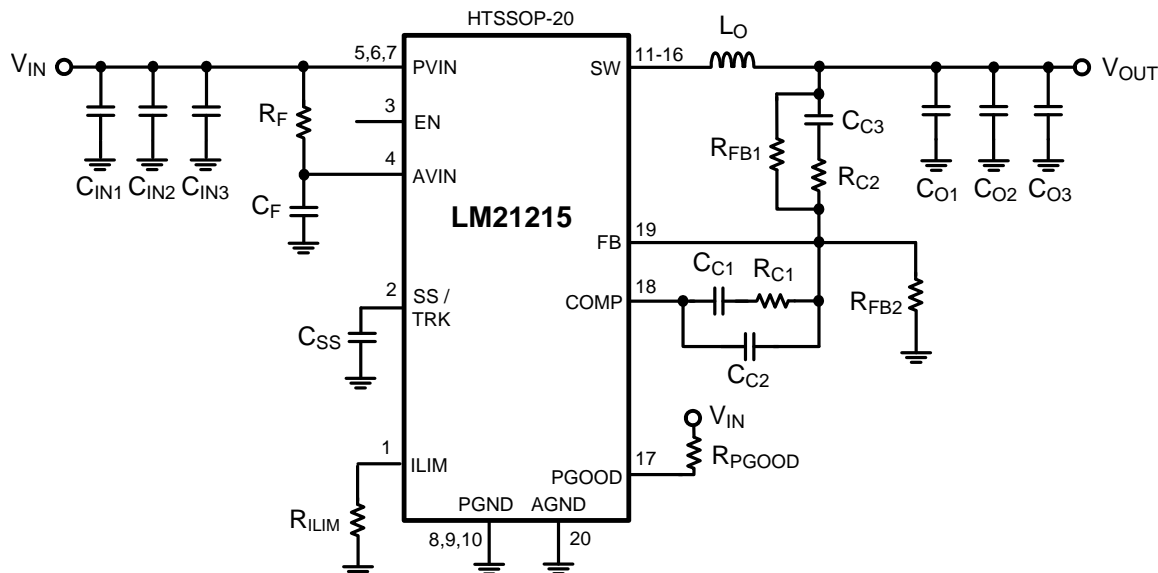 HTSSOP-20
V_IN
5,6,7
PVIN
SW
11-16
L_O
V_OUT
R_F
3
EN
4
AVIN
C_IN1 C_IN2 C_IN3
C_F
LM21215
R_FB1
C_C3
R_C2
C_O1 C_O2 C_O3
FB
19
C_C1
R_C1
18
COMP
R_FB2
C_C2
2
SS /
TRK
C_SS
V_IN
R_PGOOD
17
PGOOD
1
ILIM
R_ILIM
PGND
AGND
8,9,10
20